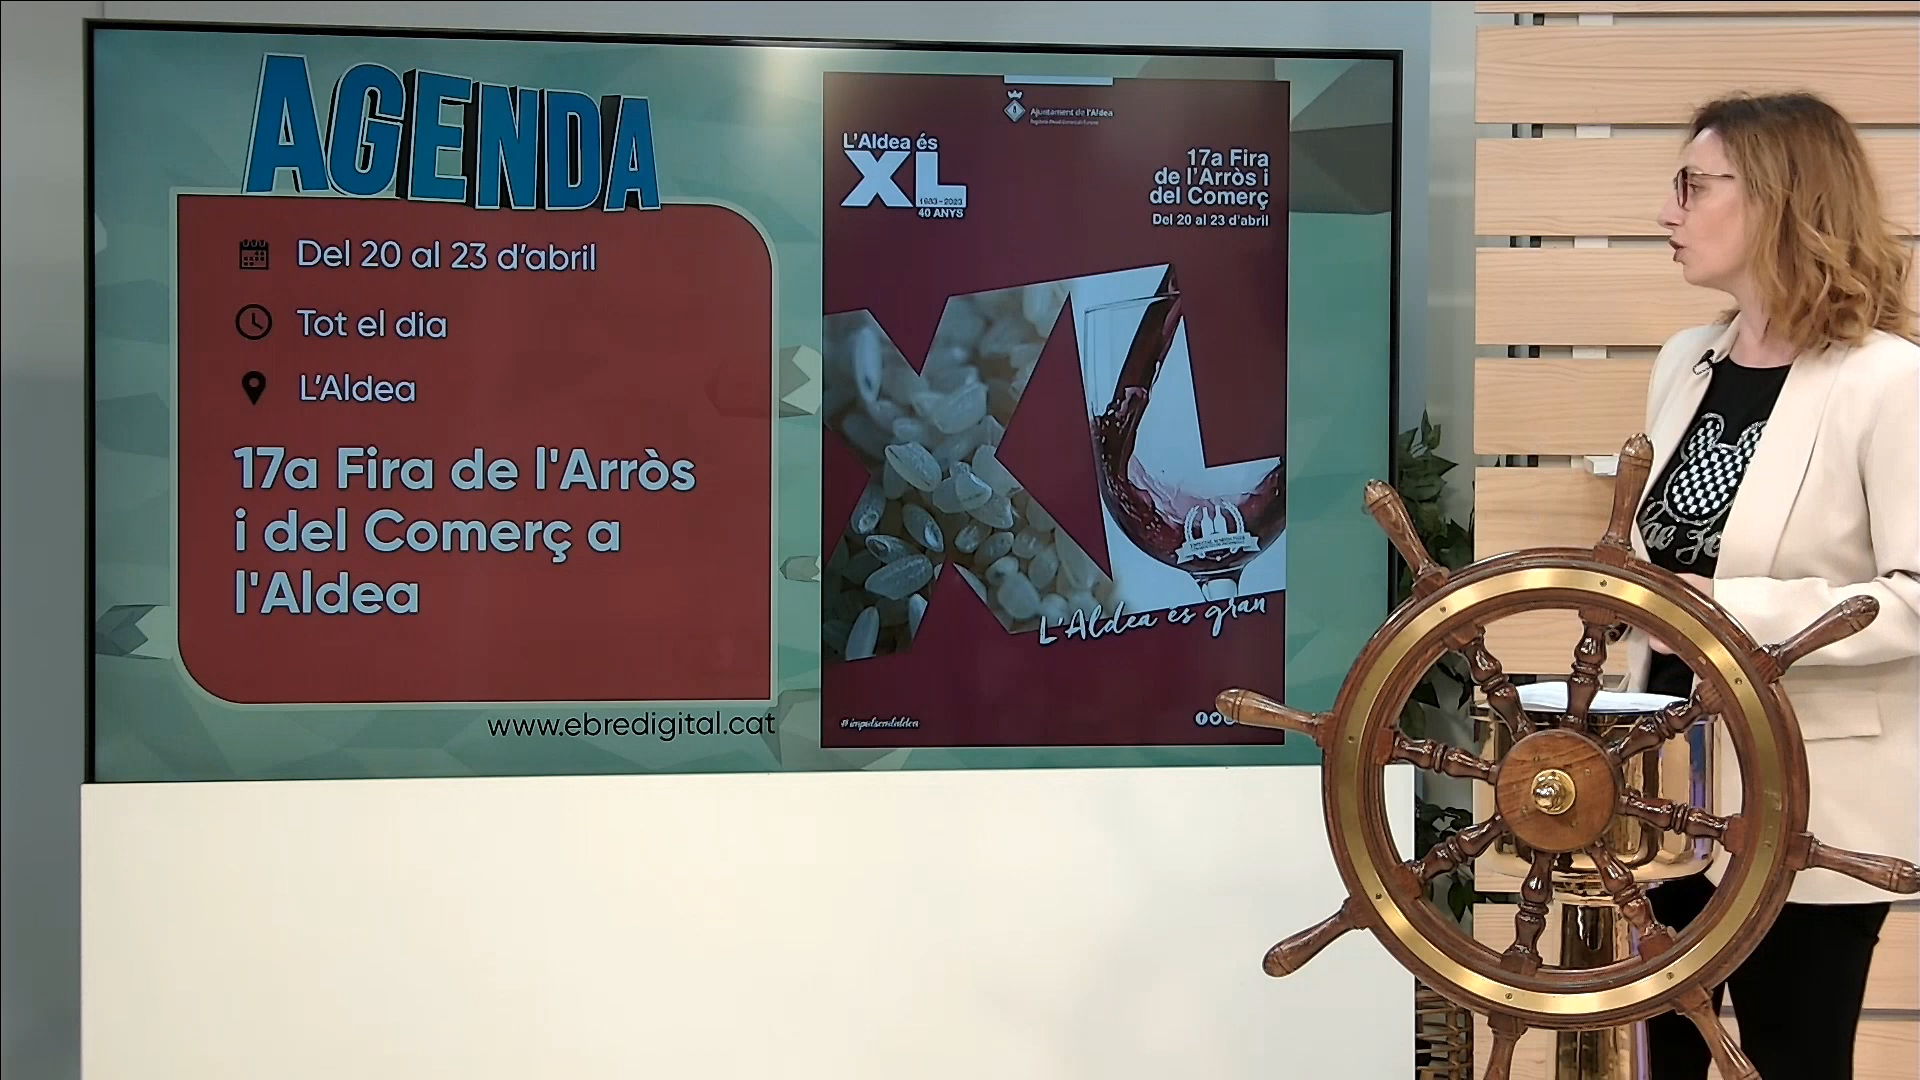 AGENDA
Del 20 al 23 d'abril
Tot el dia
L'Aldea
17a Fira de l'Arròs
i del Comerç a
l'Aldea
www.ebredigital.cat
Ajuntament de l'Aldea
L'Aldea és
XL
1983-2023
40 ANYS
17a Fira
de l'Arròs i
del Comerç
Del 20 al 23 d'abril
L'Aldea és gran
#impulsemlaldea